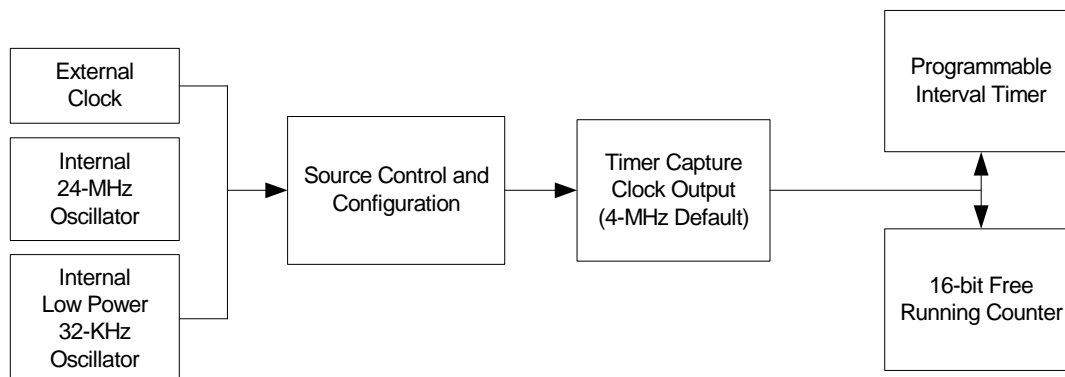 External
Clock
Internal
24-MHz
Oscillator
Internal
Low Power
32-KHz
Oscillator
Source Control and
Configuration
Timer Capture
Clock Output
(4-MHz Default)
Programmable
Interval Timer
16-bit Free
Running Counter